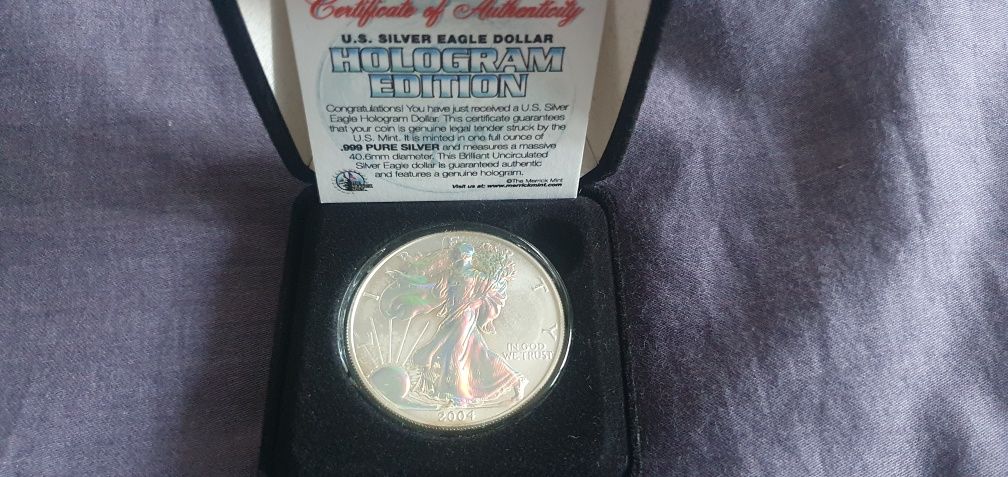 Certificate of Authenticity
U.S. SILVER EAGLE DOLLAR
HOLOGRAM
EDITION
Congratulations! You have just received a U.S. Silver
Eagle Hologram Dollar. This certificate guarantees
that your coin is genuine legal tender struck by the
U.S. Mint. It is minted in one full ounce of
.999 PURE SILVER and measures a massive
40.6mm diameter. This Brilliant Uncirculated
Silver Eagle dollar is guaranteed authentic
and features a genuine hologram.
©The Merrick Mint
Visit us at: www.merrickmint.com
LIBERTY
IN GOD
WE TRUST
2004